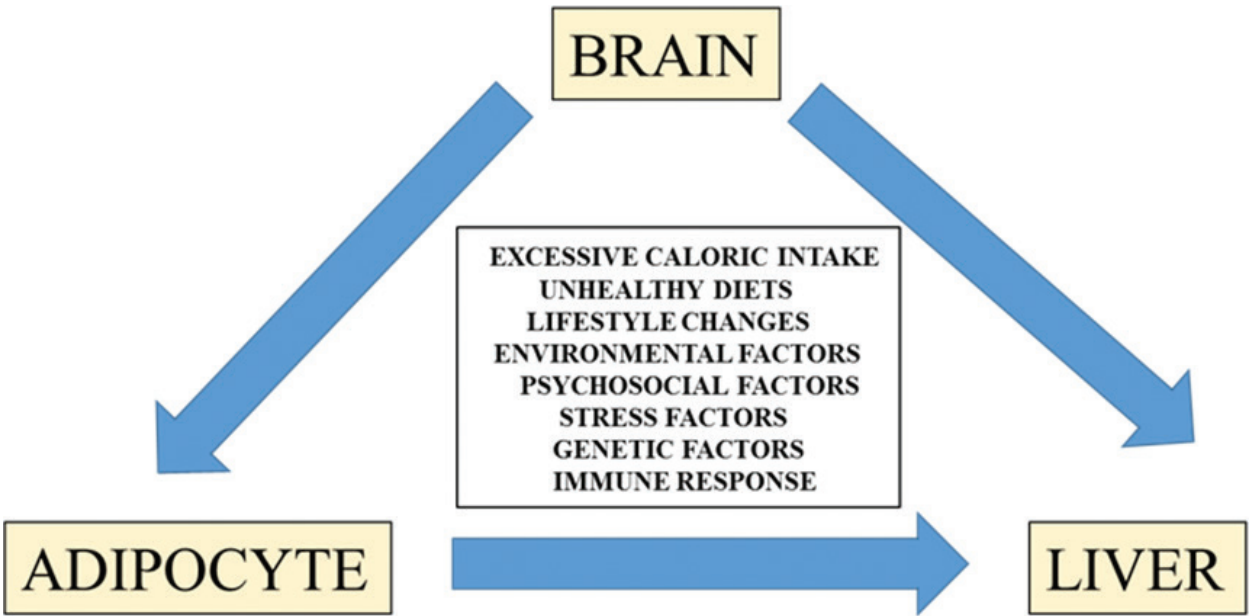 BRAIN
EXCESSIVE CALORIC INTAKE
UNHEALTHY DIETS
LIFESTYLE CHANGES
ENVIRONMENTAL FACTORS
PSYCHOSOCIAL FACTORS
STRESS FACTORS
GENETIC FACTORS
IMMUNE RESPONSE
ADIPOCYTE
LIVER